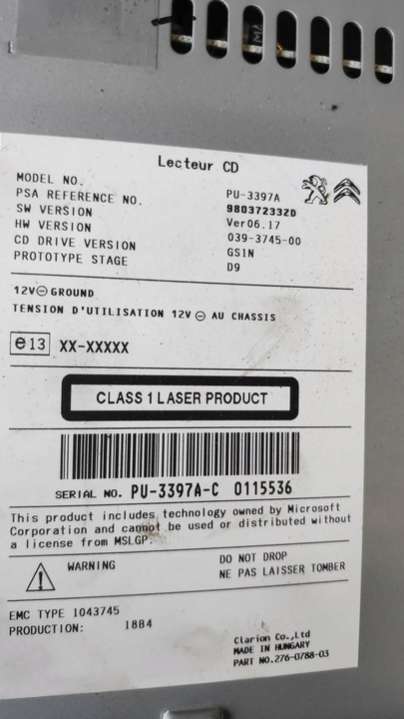 Lecteur CD
MODEL NO. PU-3397A
PSA REFERENCE NO. 980372332D
SW VERSION Ver06.17
HW VERSION 039-3745-00
CD DRIVE VERSION GS1N
PROTOTYPE STAGE D9
12V⊖GROUND
TENSION D'UTILISATION 12V ⊖ AU CHASSIS
e13 XX-XXXXX
CLASS 1 LASER PRODUCT
SERIAL NO. PU-3397A-C 0115536
This product includes technology owned by Microsoft
Corporation and cannot be used or distributed without
a license from MSLGP.
WARNING DO NOT DROP
NE PAS LAISSER TOMBER
EMC TYPE 1043745
PRODUCTION: 1884
Clarion Co.,Ltd
MADE IN HUNGARY
PART NO.276-0788-03